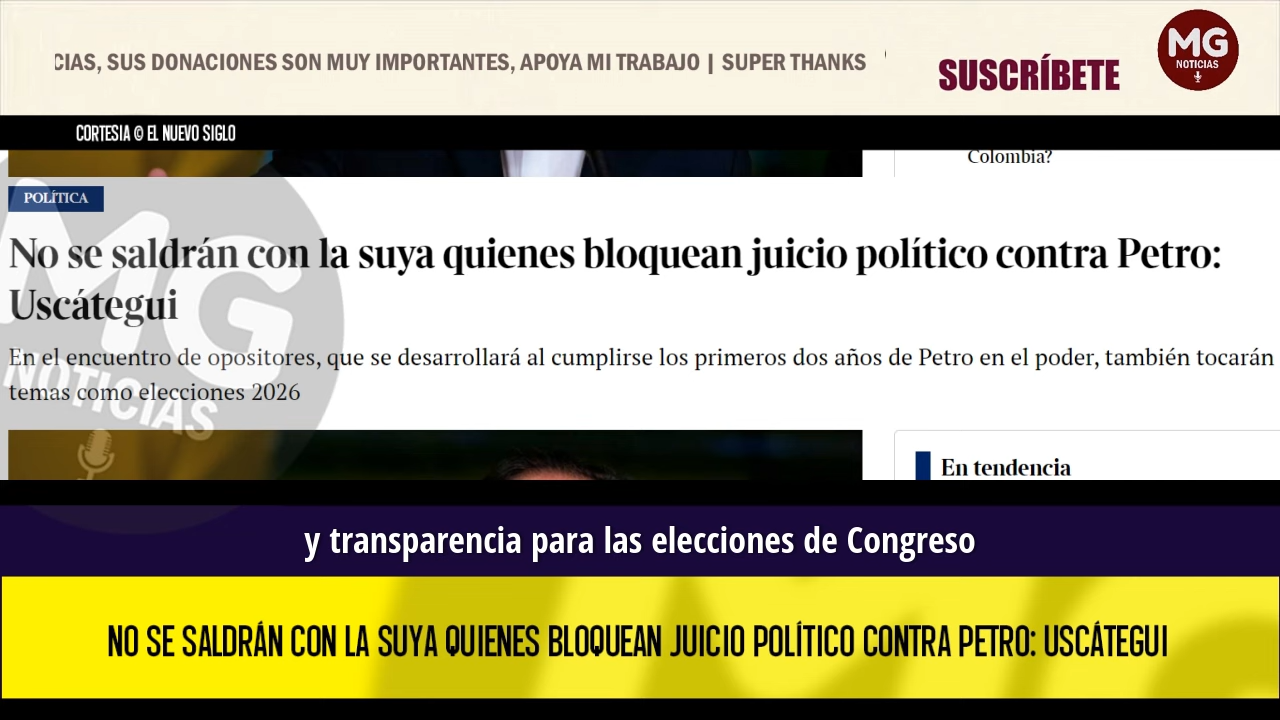 CIAS, SUS DONACIONES SON MUY IMPORTANTES, APOYA MI TRABAJO | SUPER THANKS
SUSCRÍBETE
MG
NOTICIAS
CORTESIA © EL NUEVO SIGLO
Colombia?
POLÍTICA
No se saldrán con la suya quienes bloquean juicio político contra Petro:
Uscátegui
En el encuentro de opositores, que se desarrollará al cumplirse los primeros dos años de Petro en el poder, también tocarán
temas como elecciones 2026
MG
NOTICIAS
En tendencia
y transparencia para las elecciones de Congreso
NO SE SALDRÁN CON LA SUYA QUIENES BLOQUEAN JUICIO POLÍTICO CONTRA PETRO: USCÁTEGUI